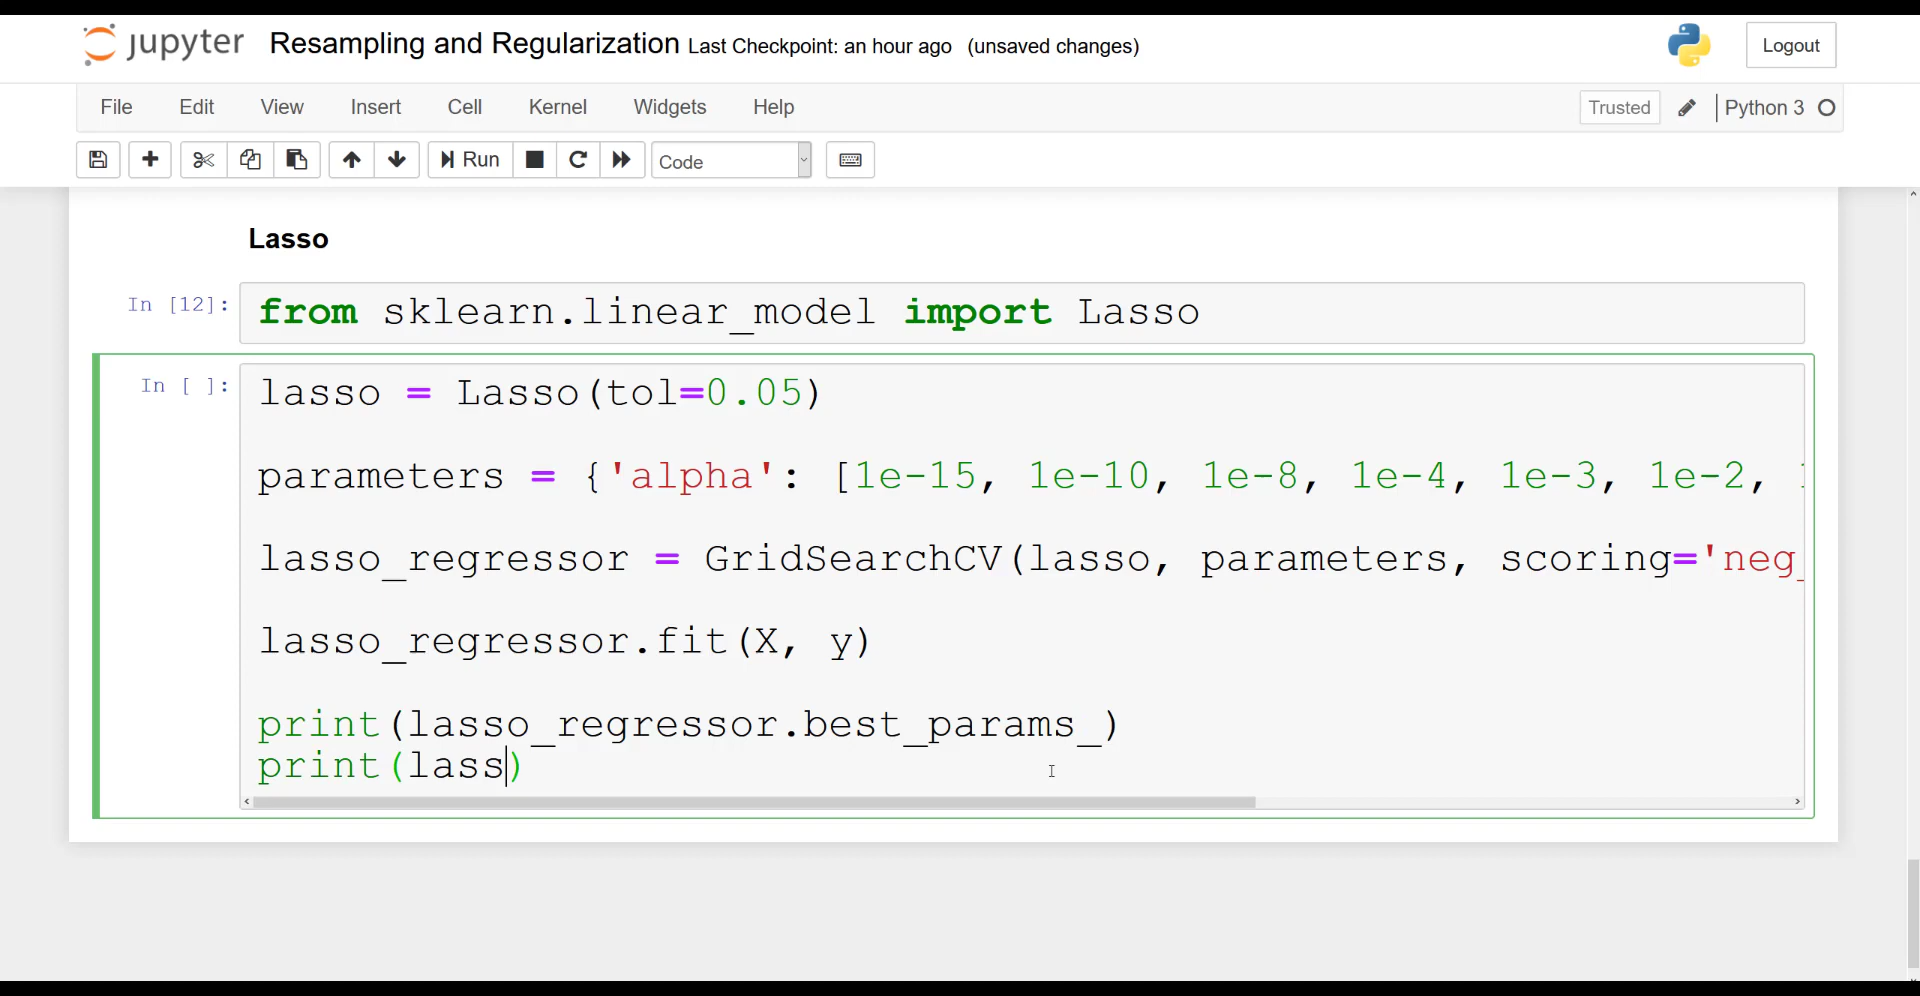 jupyter Resampling and Regularization Last Checkpoint: an hour ago (unsaved changes) Logout
File Edit View Insert Cell Kernel Widgets Help Trusted Python 3
Run Code
Lasso
In [12]: from sklearn.linear_model import Lasso
In [ ]: lasso = Lasso(tol=0.05)
parameters = {'alpha': [1e-15, 1e-10, 1e-8, 1e-4, 1e-3, 1e-2,
lasso_regressor = GridSearchCV(lasso, parameters, scoring='neg_
lasso_regressor.fit(X, y)
print(lasso_regressor.best_params_)
print(lass)